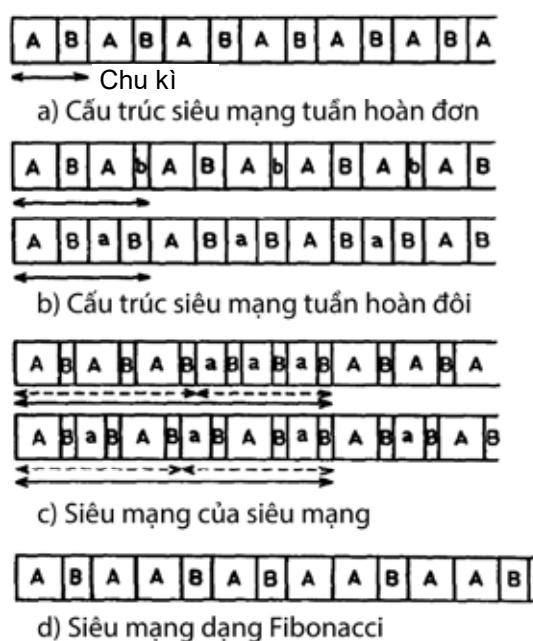 A B A B A B A B A B A B A
Chu kì
a) Cấu trúc siêu mạng tuần hoàn đơn
A B A b A B A b A B A b A B
A B a B A B a B A B a B A B
b) Cấu trúc siêu mạng tuần hoàn đôi
A B A B A B a B a B a B A B A B A
A B a B A B a B A B a B A B a B A B
c) Siêu mạng của siêu mạng
A B A A B A B A A B A A B
d) Siêu mạng dạng Fibonacci